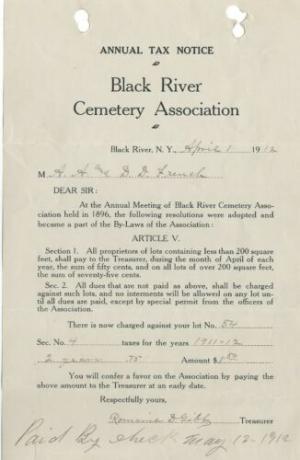 ANNUAL TAX NOTICE
Black River
Cemetery Association
Black River, N. Y., April 1 1912
M A. A. & D. D. French
DEAR SIR:
At the Annual Meeting of Black River Cemetery Asso-
ciation held in 1896, the following resolutions were adopted and
became a part of the By-Laws of the Association:
ARTICLE V.
Section 1. All proprietors of lots containing less than 200 square
feet, shall pay to the Treasurer, during the month of April of each
year, the sum of fifty cents, and on all lots of over 200 square feet,
the sum of seventy-five cents.
Sec. 2. All dues that are not paid as above, shall be charged
against such lots, and no interments will be allowed on any lot un-
til all dues are paid, except by special permit from the officers of
the Association.
There is now charged against your lot No. 54
Sec. No. 4 taxes for the years 1911-12
2 years .75 Amount $1.50
You will confer a favor on the Association by paying the
above amount to the Treasurer at an early date.
Respectfully yours,
Romaine D. Treasurer
Paid By check May 12-1912